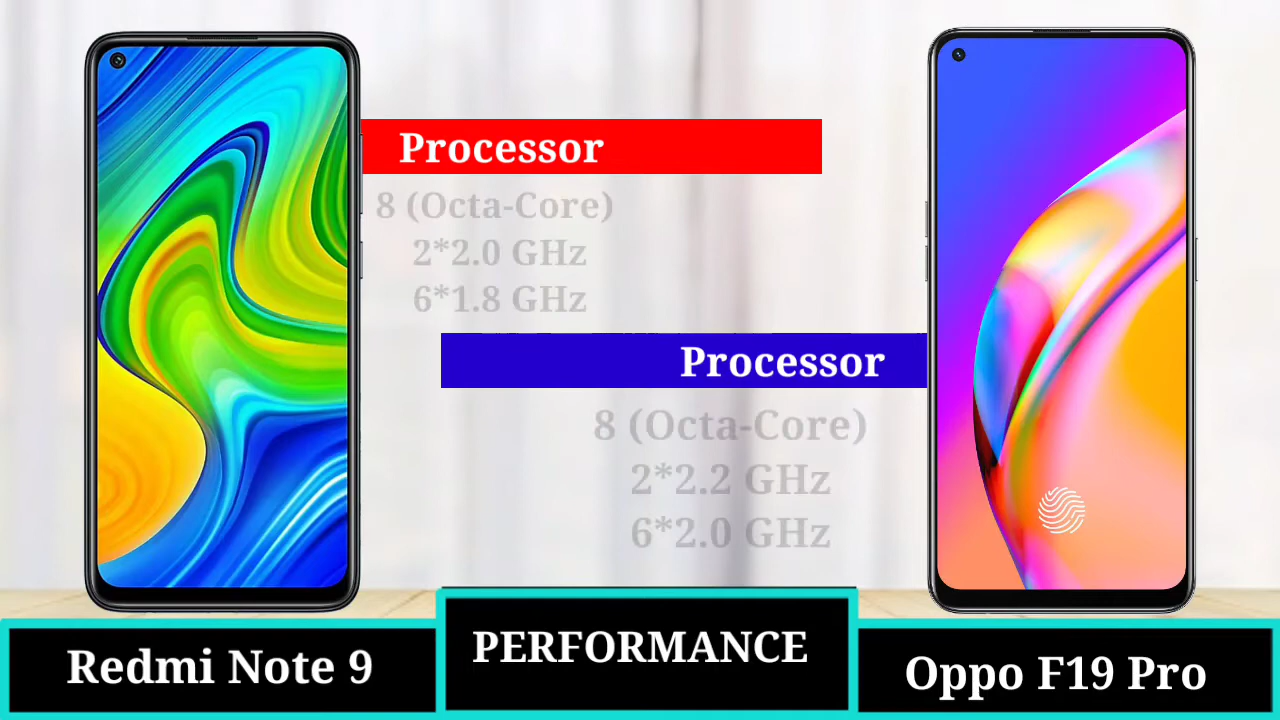 Processor
8 (Octa-Core)
2*2.0 GHz
6*1.8 GHz
Processor
8 (Octa-Core)
2*2.2 GHz
6*2.0 GHz
Redmi Note 9
PERFORMANCE
Oppo F19 Pro